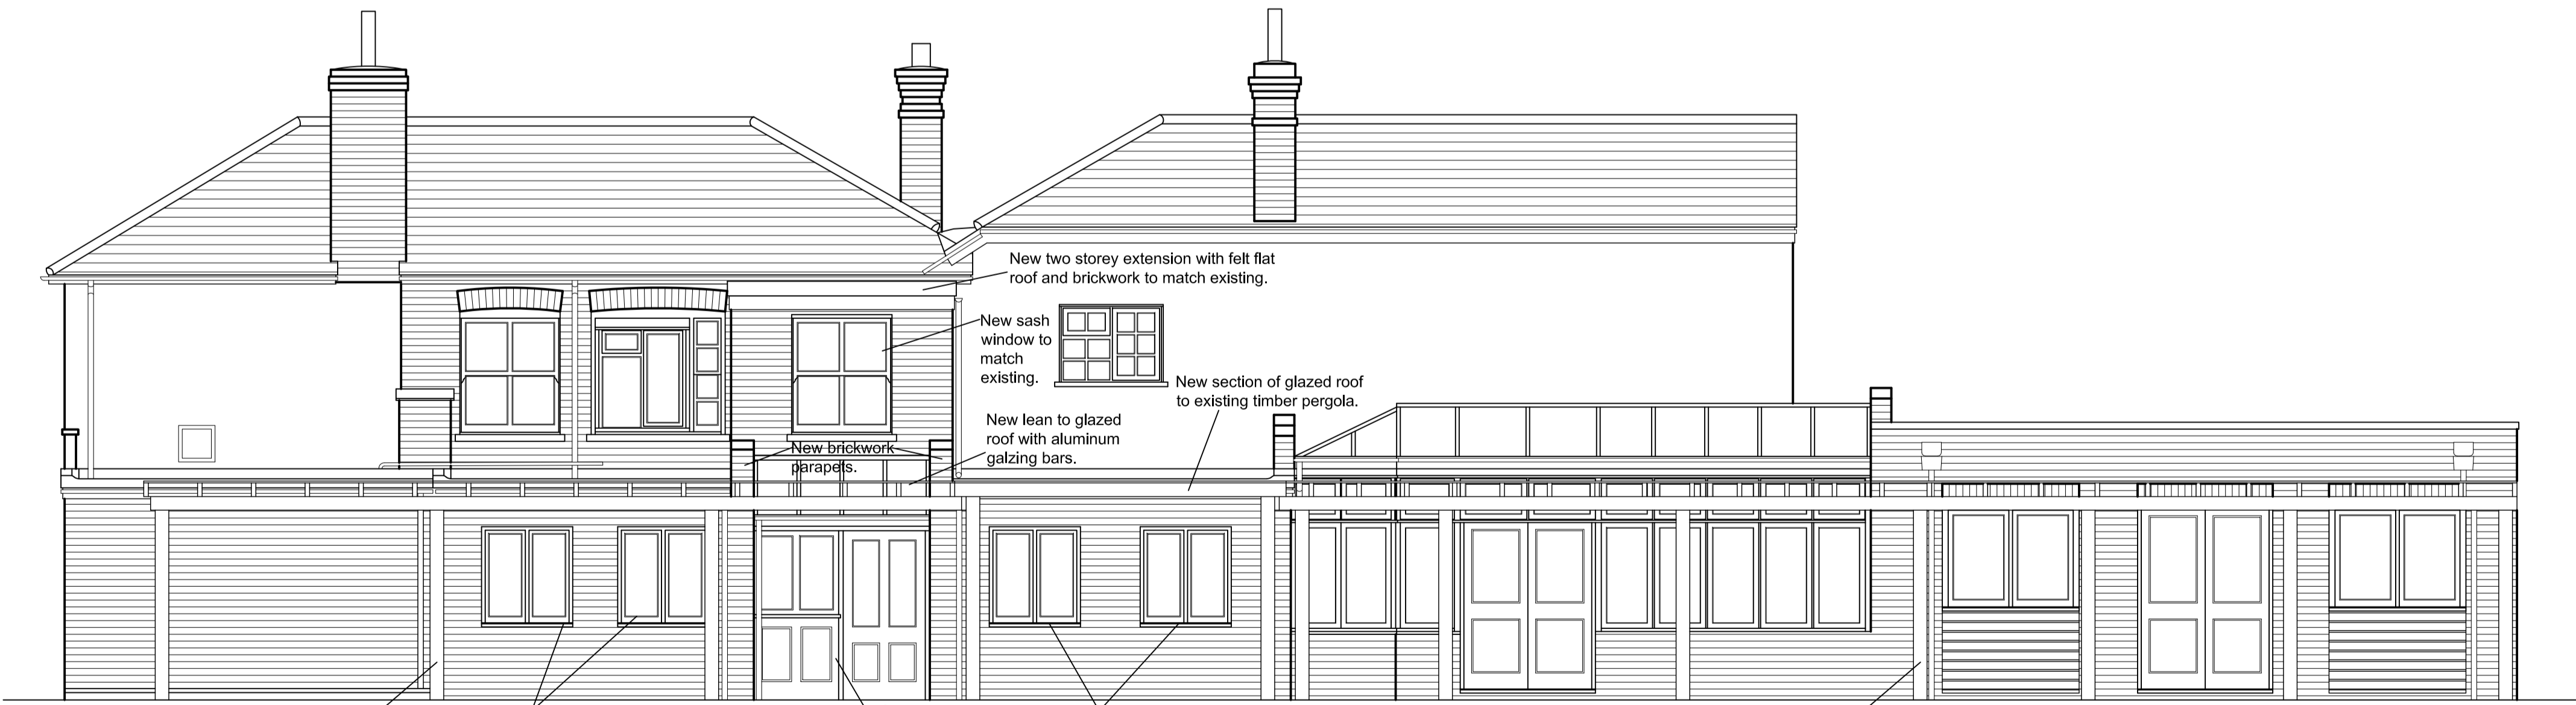 New two storey extension with felt flat
roof and brickwork to match existing.
New sash
window to
match
existing.
New section of glazed roof
to existing timber pergola.
New lean to glazed
roof with aluminum
galzing bars.
New brickwork
parapets.